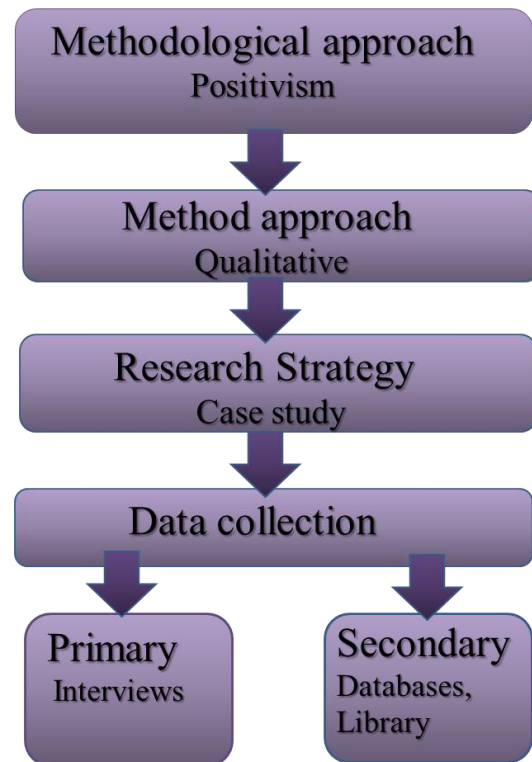 Methodological approach
Positivism
Method approach
Qualitative
Research Strategy
Case study
Data collection
Primary
Interviews
Secondary
Databases,
Library